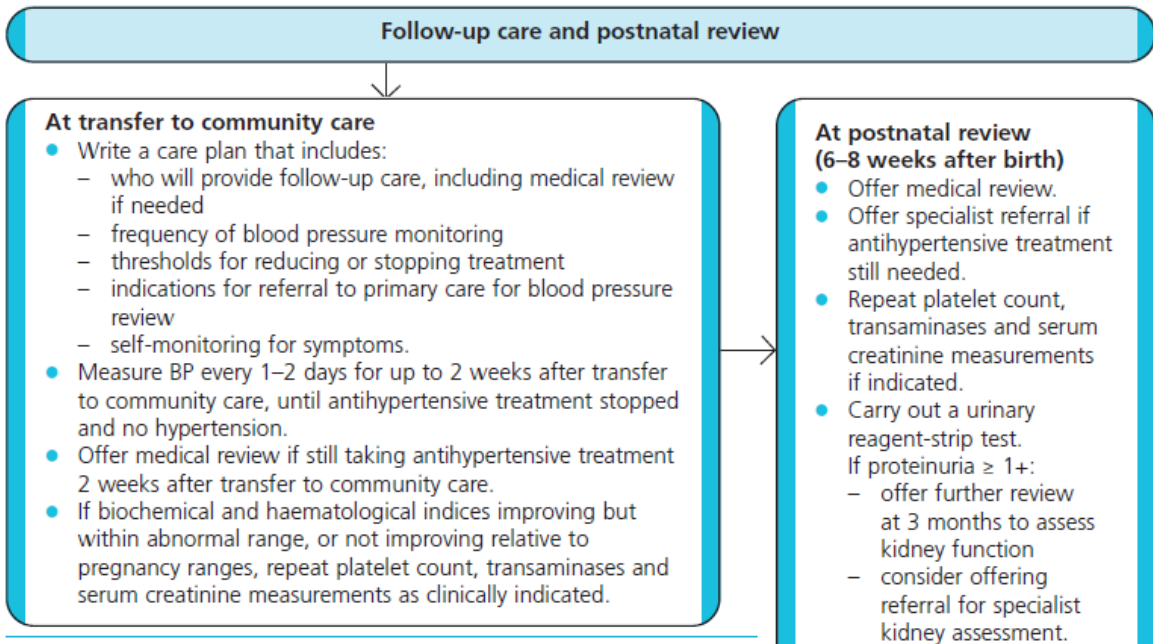 Follow-up care and postnatal review
At transfer to community care
● Write a care plan that includes:
– who will provide follow-up care, including medical review
if needed
– frequency of blood pressure monitoring
– thresholds for reducing or stopping treatment
– indications for referral to primary care for blood pressure
review
– self-monitoring for symptoms.
● Measure BP every 1–2 days for up to 2 weeks after transfer
to community care, until antihypertensive treatment stopped
and no hypertension.
● Offer medical review if still taking antihypertensive treatment
2 weeks after transfer to community care.
● If biochemical and haematological indices improving but
within abnormal range, or not improving relative to
pregnancy ranges, repeat platelet count, transaminases and
serum creatinine measurements as clinically indicated.
At postnatal review
(6–8 weeks after birth)
● Offer medical review.
● Offer specialist referral if
antihypertensive treatment
still needed.
● Repeat platelet count,
transaminases and serum
creatinine measurements
if indicated.
● Carry out a urinary
reagent-strip test.
If proteinuria ≥ 1+:
– offer further review
at 3 months to assess
kidney function
– consider offering
referral for specialist
kidney assessment.